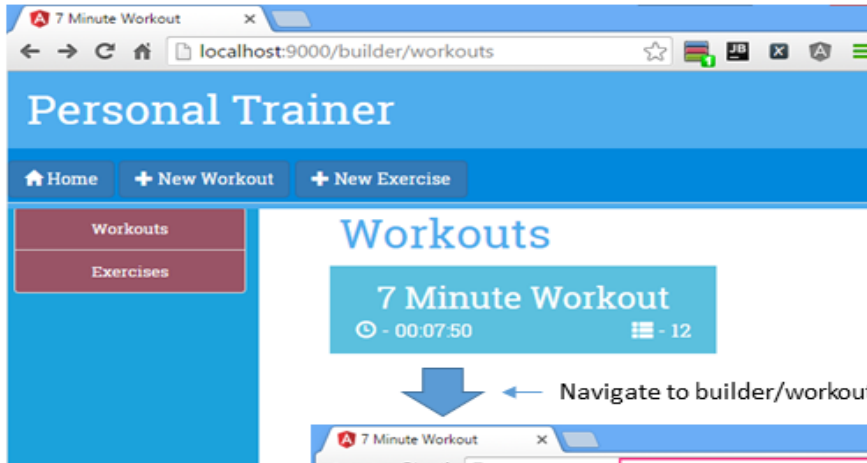 7 Minute Workout
localhost:9000/builder/workouts
JB
Personal Trainer
Home
New Workout
New Exercise
Workouts
Exercises
Workouts
7 Minute Workout
- 00:07:50
- 12
Navigate to builder/workout
7 Minute Workout